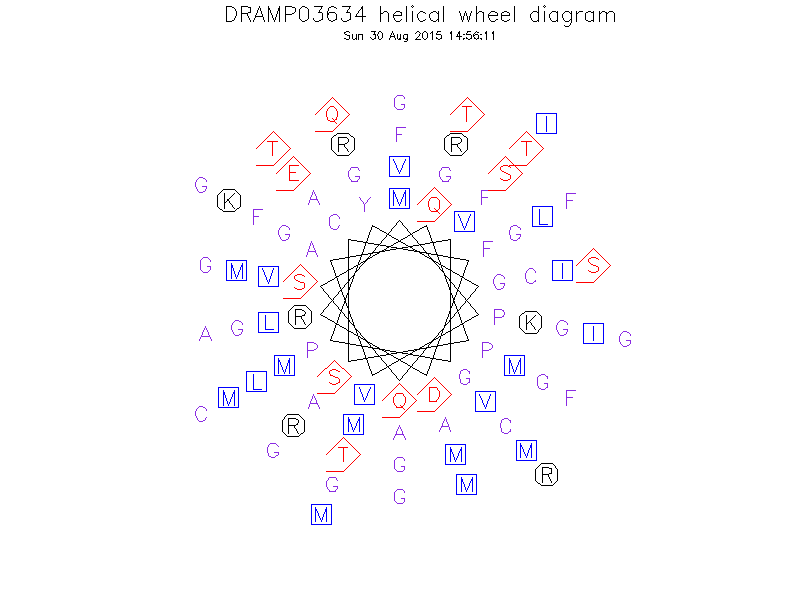 DRAMP03634 helical wheel diagram
Sun 30 Aug 2015 14:56:11
G
Q T
I
F
R R
T T
V
E G G S
G
K A M F
Y Q F
F C V L
G G
A F
G M V S G C I S
A G L R P K G I G
P P
M M
L S G G
M A V Q D V F
C
R M A A C
G T M M
G
R
G M
G
M